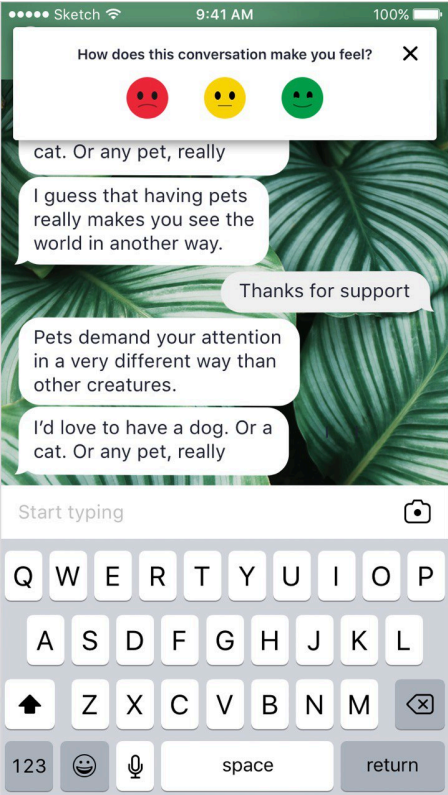 Sketch 9:41 AM 100%
How does this conversation make you feel?
cat. Or any pet, really
I guess that having pets
really makes you see the
world in another way.
Thanks for support
Pets demand your attention
in a very different way than
other creatures.
I'd love to have a dog. Or a
cat. Or any pet, really
Start typing
Q W E R T Y U I O P
A S D F G H J K L
Z X C V B N M
123 space return